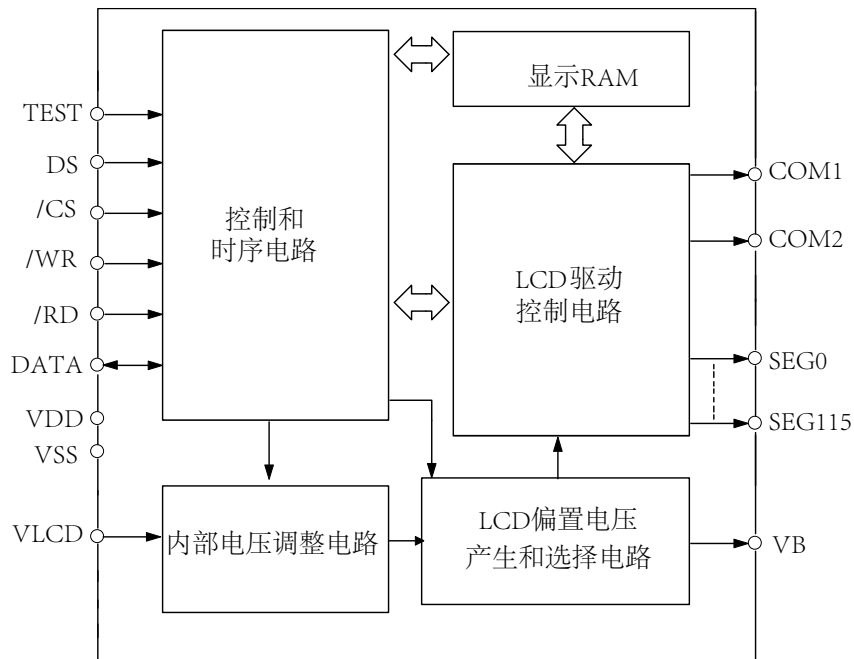 显示RAM
TEST
DS
/CS
/WR
/RD
DATA
VDD
VSS
VLCD
控制和
时序电路
LCD驱动
控制电路
COM1
COM2
SEG0
SEG115
内部电压调整电路
LCD偏置电压
产生和选择电路
VB